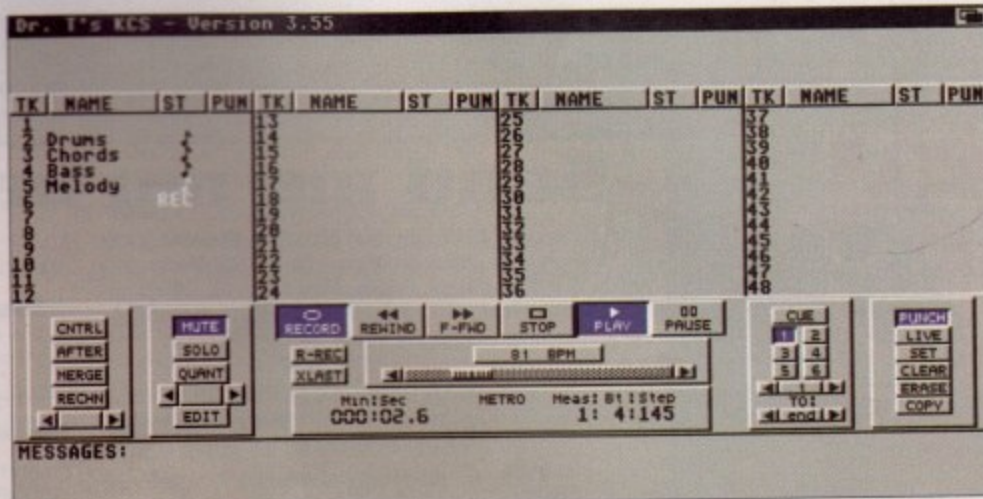 Dr. T's KCS - Version 3.55
TK NAME ST PUN TK NAME ST PUN TK NAME ST PUN TK NAME ST PUN
1 13 25 37
2 Drums 14 26 38
3 Chords 15 27 39
4 Bass 16 28 40
5 Melody 17 29 41
6 REC 18 30 42
7 19 31 43
8 20 32 44
9 21 33 45
10 22 34 46
11 23 35 47
12 24 36 48
CNTRL MUTE RECORD REWIND F-FWD STOP PLAY PAUSE CUE PUNCH
AFTER SOLO R-REC 81 BPM 1 2 LIVE
MERGE QUANT XLAST 3 4 SET
RECHN 5 6 CLEAR
EDIT Min:Sec METRO Meas: Bt :Step 1 ERASE
000:02.6 1: 4:145 TO: COPY
end
MESSAGES: